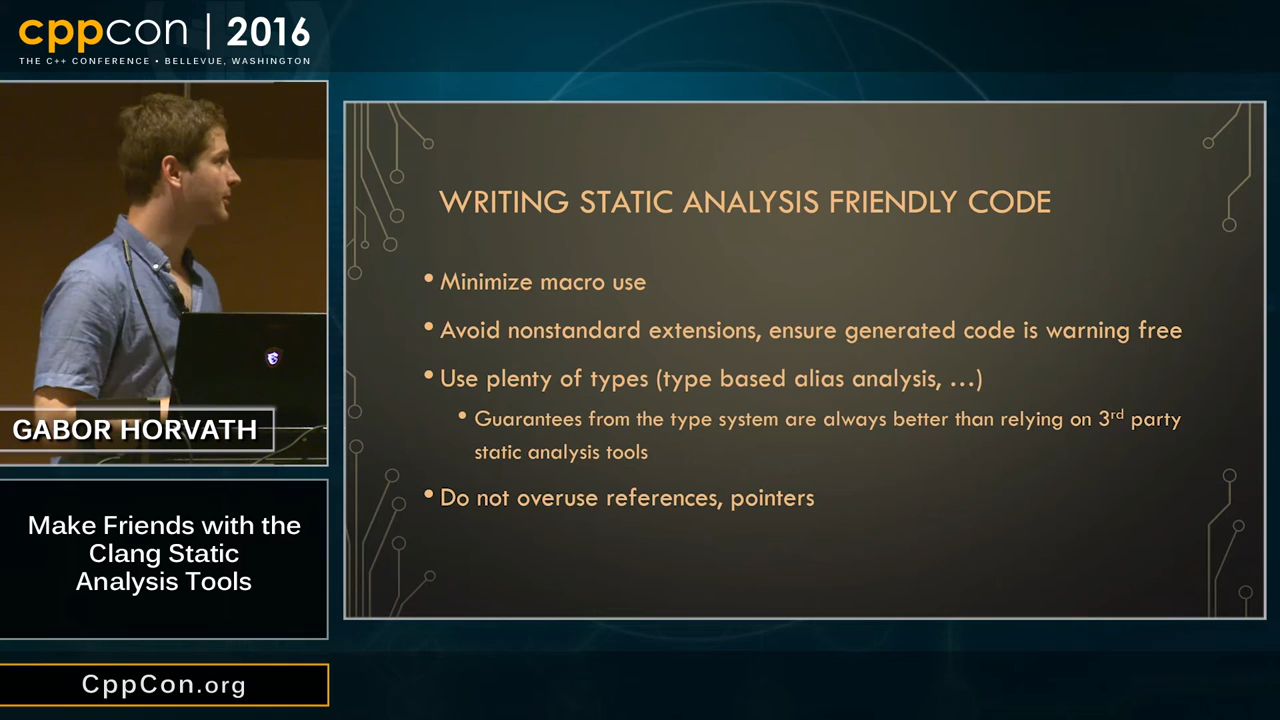 cppcon | 2016
THE C++ CONFERENCE • BELLEVUE, WASHINGTON
GABOR HORVATH
Make Friends with the
Clang Static
Analysis Tools
CppCon.org
WRITING STATIC ANALYSIS FRIENDLY CODE
• Minimize macro use
• Avoid nonstandard extensions, ensure generated code is warning free
• Use plenty of types (type based alias analysis, …)
• Guarantees from the type system are always better than relying on 3rd party
static analysis tools
• Do not overuse references, pointers